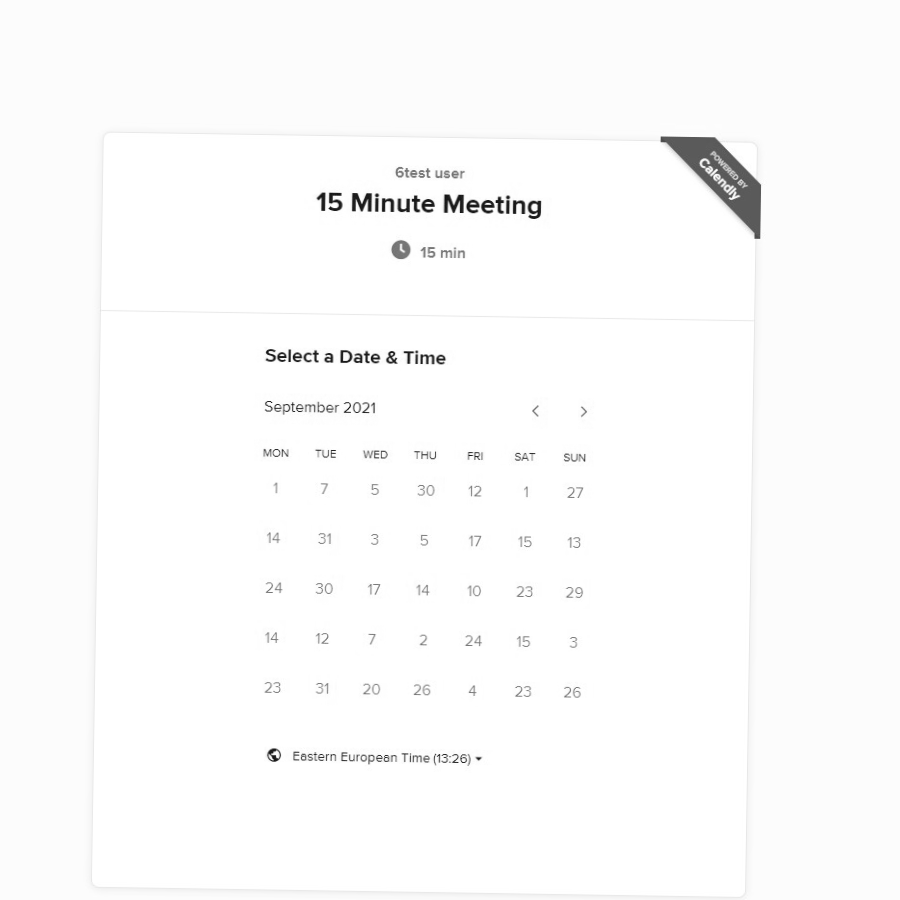 POWERED BY
Calendly
6test user
15 Minute Meeting
15 min
Select a Date & Time
September 2021
MON TUE WED THU FRI SAT SUN
1 7 5 30 12 1 27
14 31 3 5 17 15 13
24 30 17 14 10 23 29
14 12 7 2 24 15 3
23 31 20 26 4 23 26
Eastern European Time (13:26)